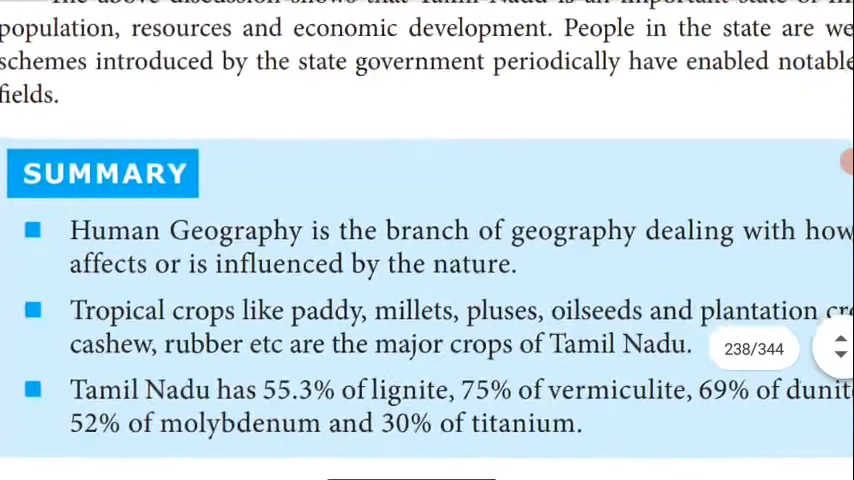 population, resources and economic development. People in the state are we
schemes introduced by the state government periodically have enabled notable
fields.
SUMMARY
Human Geography is the branch of geography dealing with how
affects or is influenced by the nature.
Tropical crops like paddy, millets, pluses, oilseeds and plantation cr
cashew, rubber etc are the major crops of Tamil Nadu.
238/344
Tamil Nadu has 55.3% of lignite, 75% of vermiculite, 69% of dunit
52% of molybdenum and 30% of titanium.